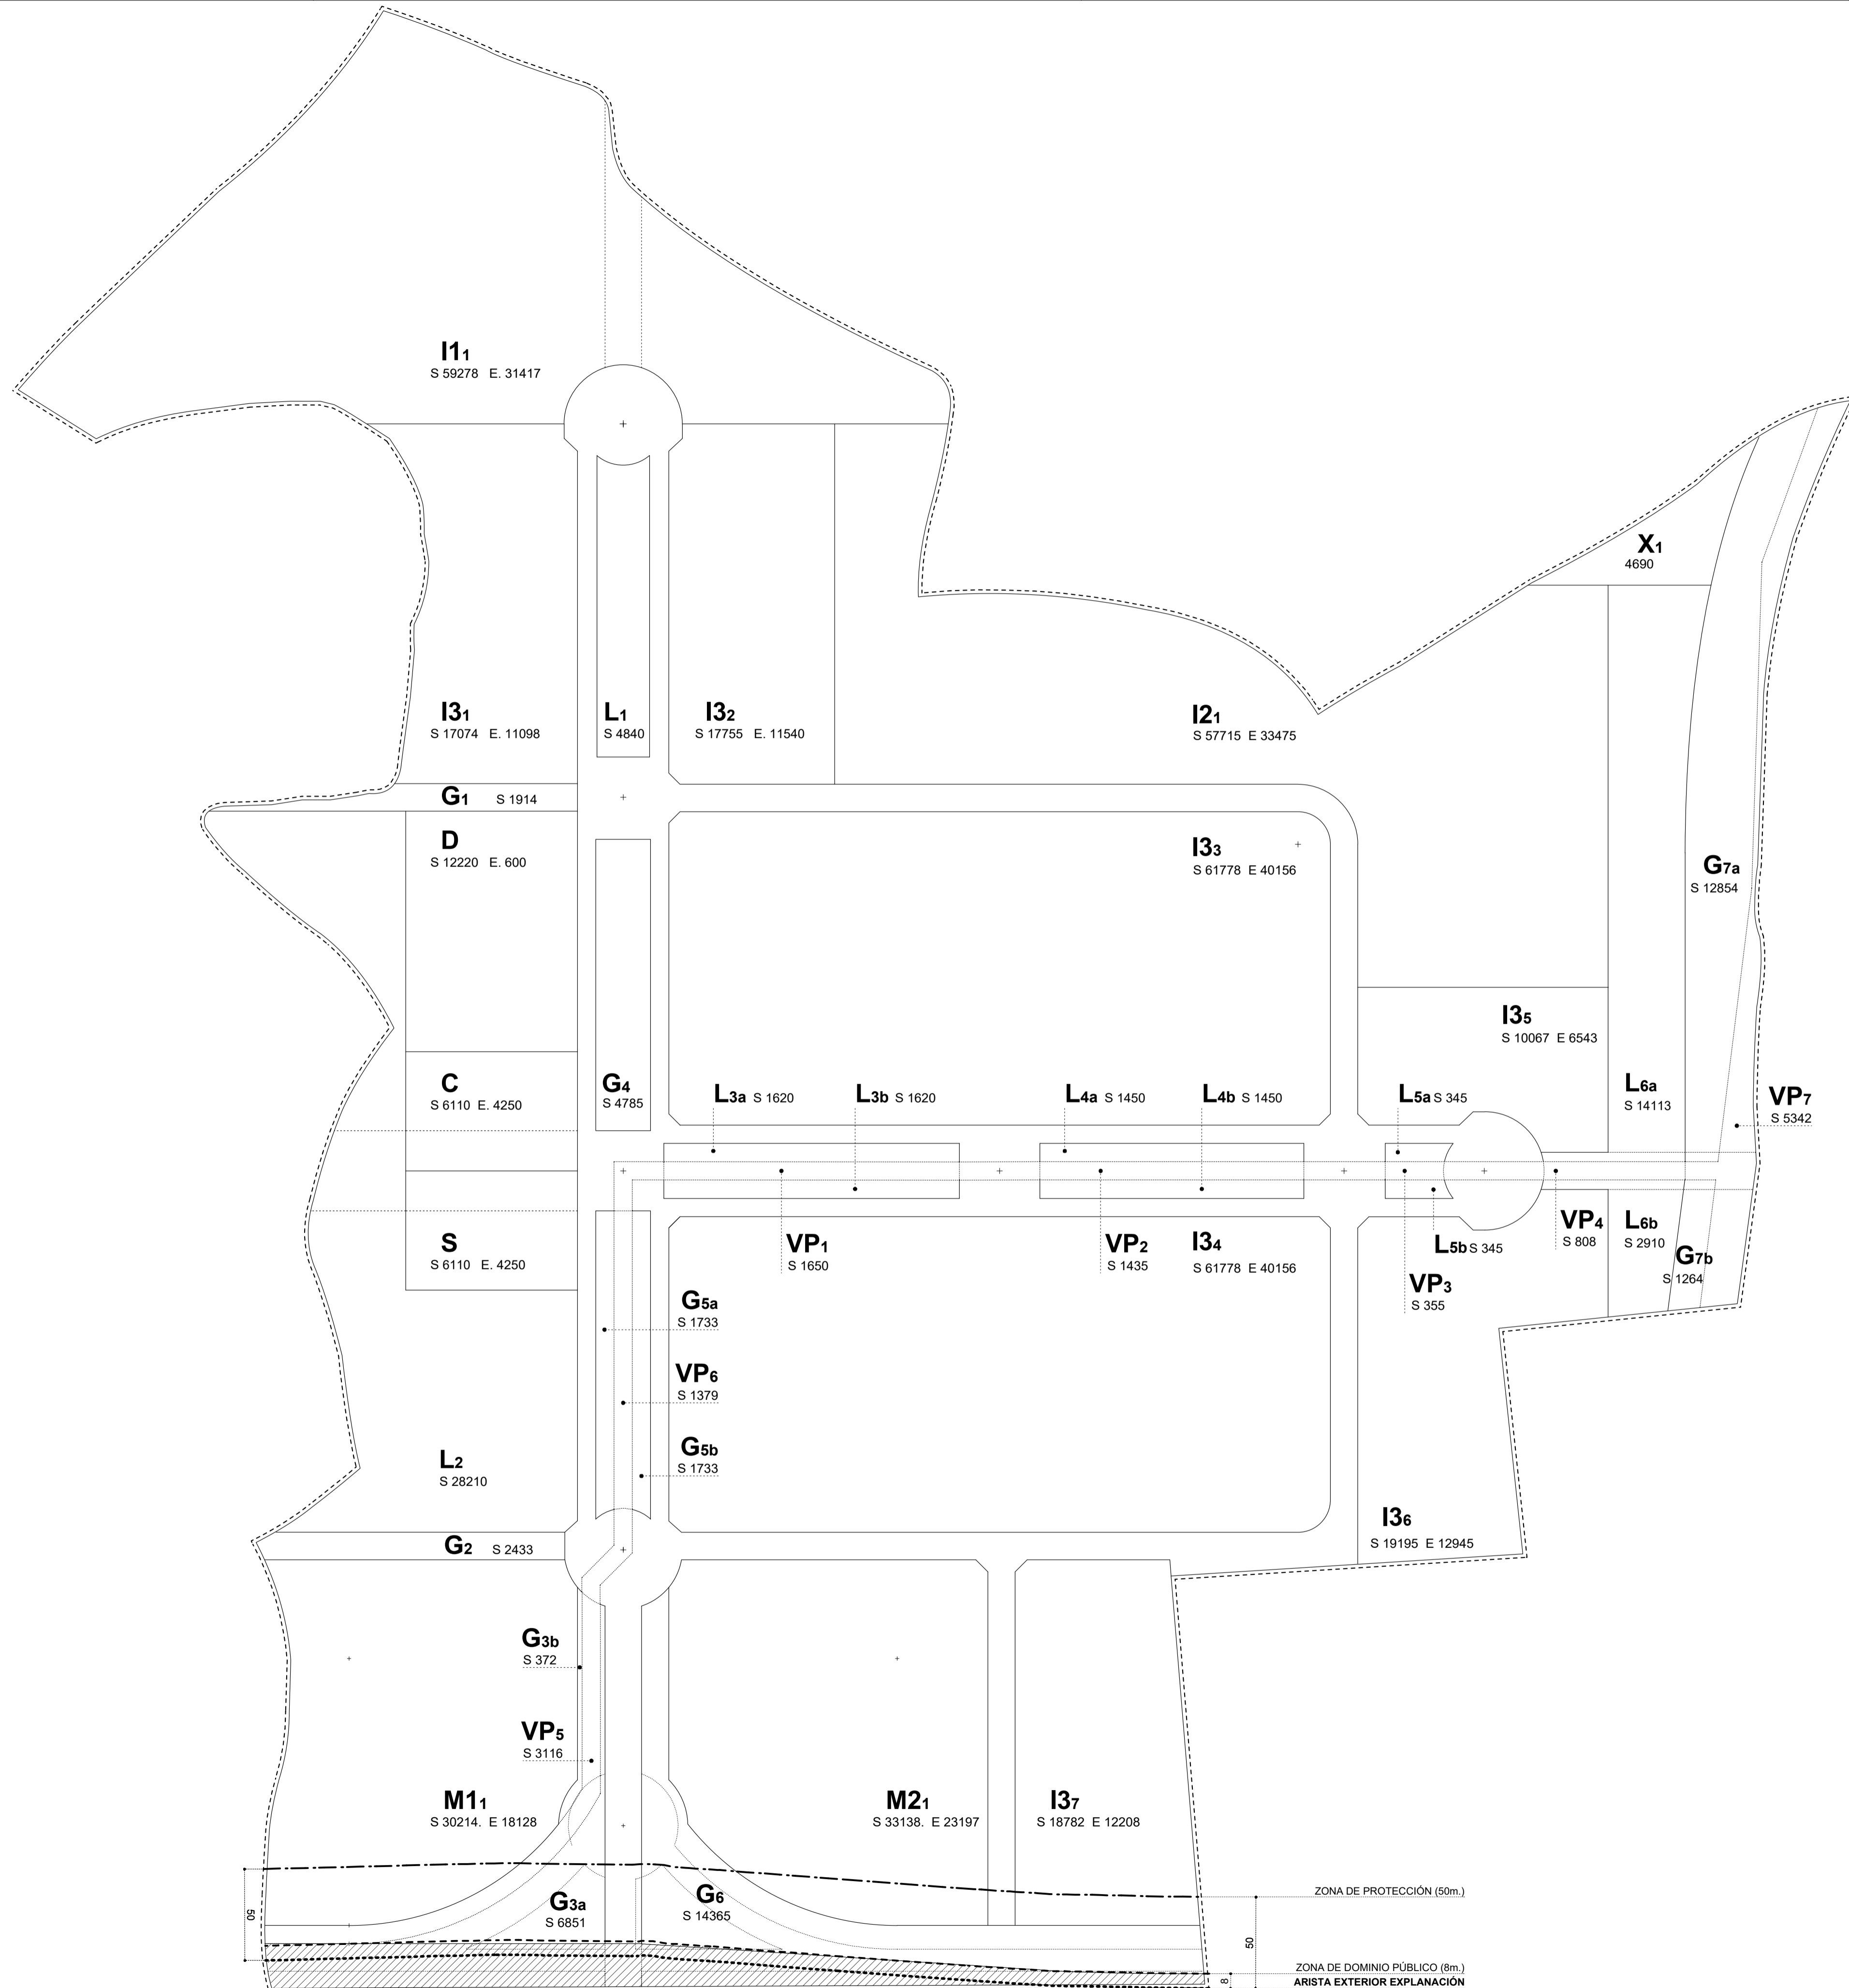 I1₁
S 59278 E. 31417
X₁
4690
I3₁
S 17074 E. 11098
L₁
S 4840
I3₂
S 17755 E. 11540
I2₁
S 57715 E 33475
G₁ S 1914
D
S 12220 E. 600
I3₃
S 61778 E 40156
G7a
S 12854
I3₅
S 10067 E 6543
C
S 6110 E. 4250
G₄
S 4785
L3a S 1620
L3b S 1620
L4a S 1450
L4b S 1450
L5a S 345
L6a
S 14113
VP₇
S 5342
S
S 6110 E. 4250
VP₁
S 1650
VP₂
S 1435
I3₄
S 61778 E 40156
L5b S 345
VP₄
S 808
L6b
S 2910
G7b
S 1264
VP₃
S 355
G5a
S 1733
VP₆
S 1379
G5b
S 1733
L₂
S 28210
I3₆
S 19195 E 12945
G₂ S 2433
G3b
S 372
VP₅
S 3116
M1₁
S 30214. E 18128
M2₁
S 33138. E 23197
I3₇
S 18782 E 12208
G3a
S 6851
G₆
S 14365
50
ZONA DE PROTECCIÓN (50m.)
50
ZONA DE DOMINIO PÚBLICO (8m.)
8
ARISTA EXTERIOR EXPLANACIÓN